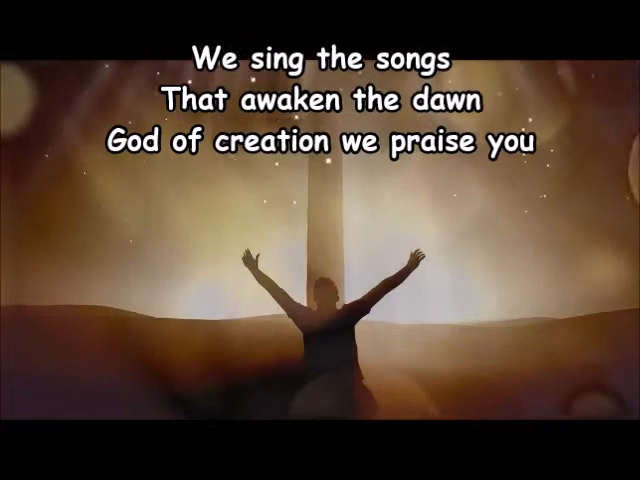 We sing the songs
That awaken the dawn
God of creation we praise you